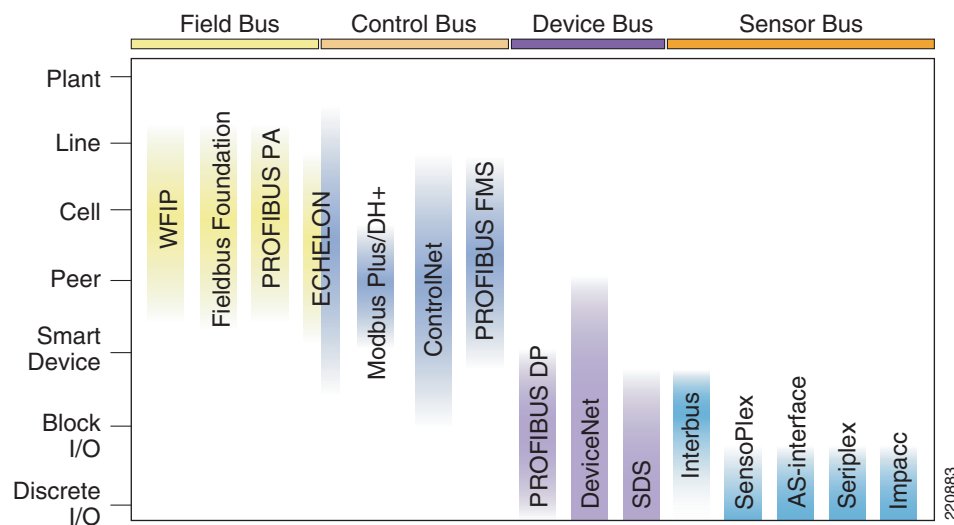 Field Bus
Control Bus
Device Bus
Sensor Bus
Plant
Line
Cell
Peer
Smart
Device
Block
I/O
Discrete
I/O
WFIP
Fieldbus Foundation
PROFIBUS PA
ECHELON
Modbus Plus/DH+
ControlNet
PROFIBUS FMS
PROFIBUS DP
DeviceNet
SDS
Interbus
SensoPlex
AS-interface
Seriplex
Impacc
220883